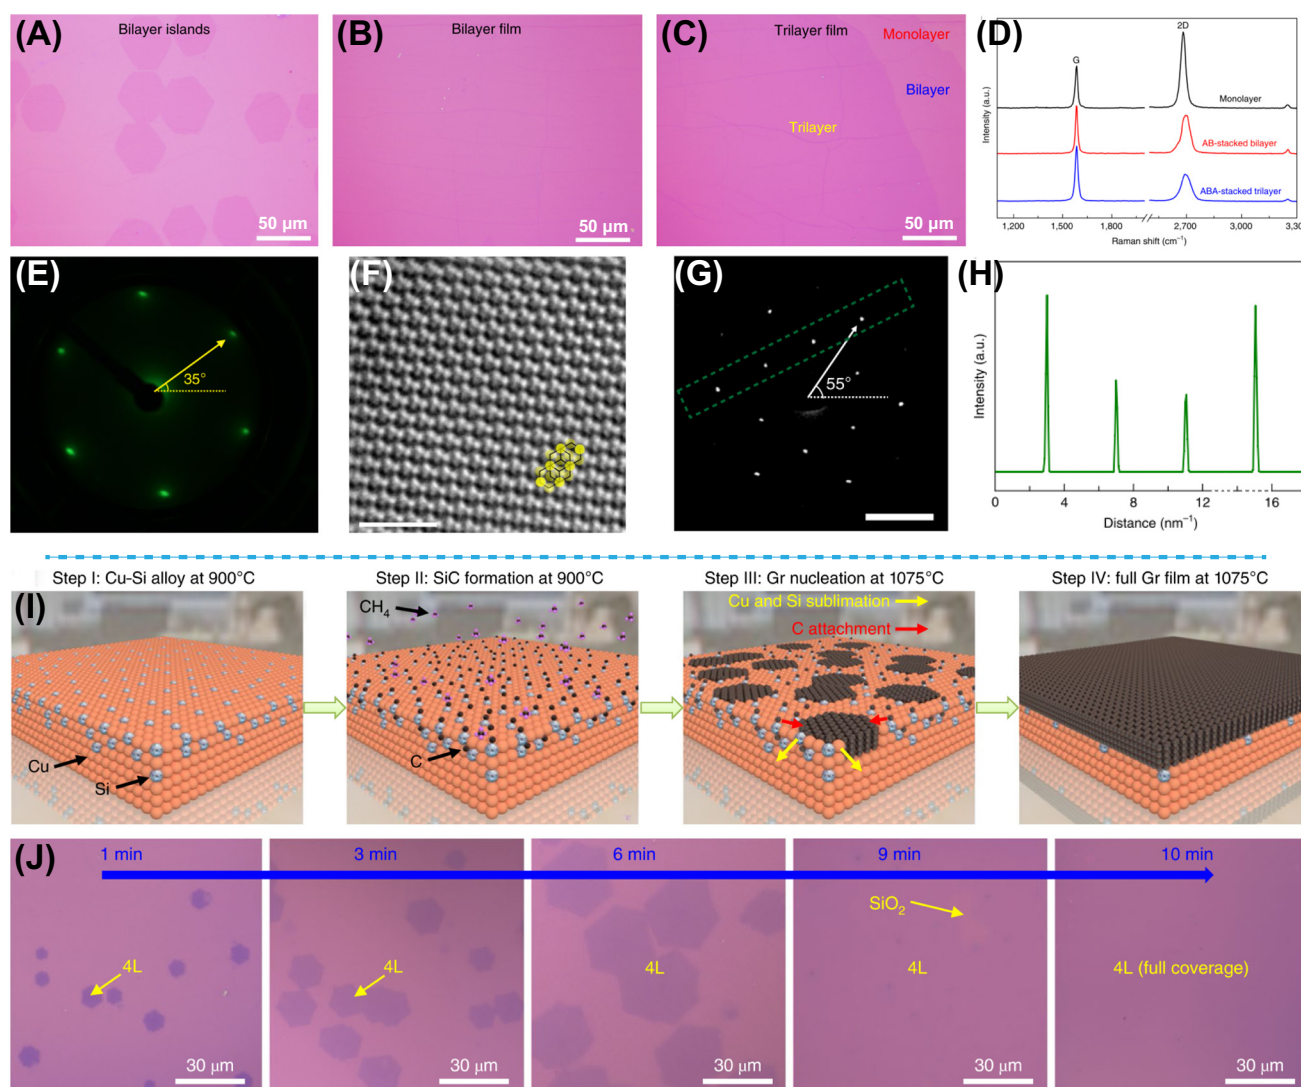 (A)
Bilayer islands
50 µm
(B)
Bilayer film
50 µm
(C)
Trilayer film
Monolayer
Bilayer
Trilayer
50 µm
(D)
2D
G
Monolayer
AB-stacked bilayer
ABA-stacked trilayer
Intensity (a.u.)
1,200 1,500 1,800 2,700 3,000 3,30
Raman shift (cm⁻¹)
(E)
35°
(F)
(G)
55°
(H)
Intensity (a.u.)
0 4 8 12 16
Distance (nm⁻¹)
Step I: Cu-Si alloy at 900°C
Step II: SiC formation at 900°C
Step III: Gr nucleation at 1075°C
Step IV: full Gr film at 1075°C
(I)
Cu
Si
CH₄
C
Cu and Si sublimation
C attachment
(J)
1 min
3 min
6 min
9 min
10 min
4L
4L
4L
SiO₂
4L
4L (full coverage)
30 µm
30 µm
30 µm
30 µm
30 µm